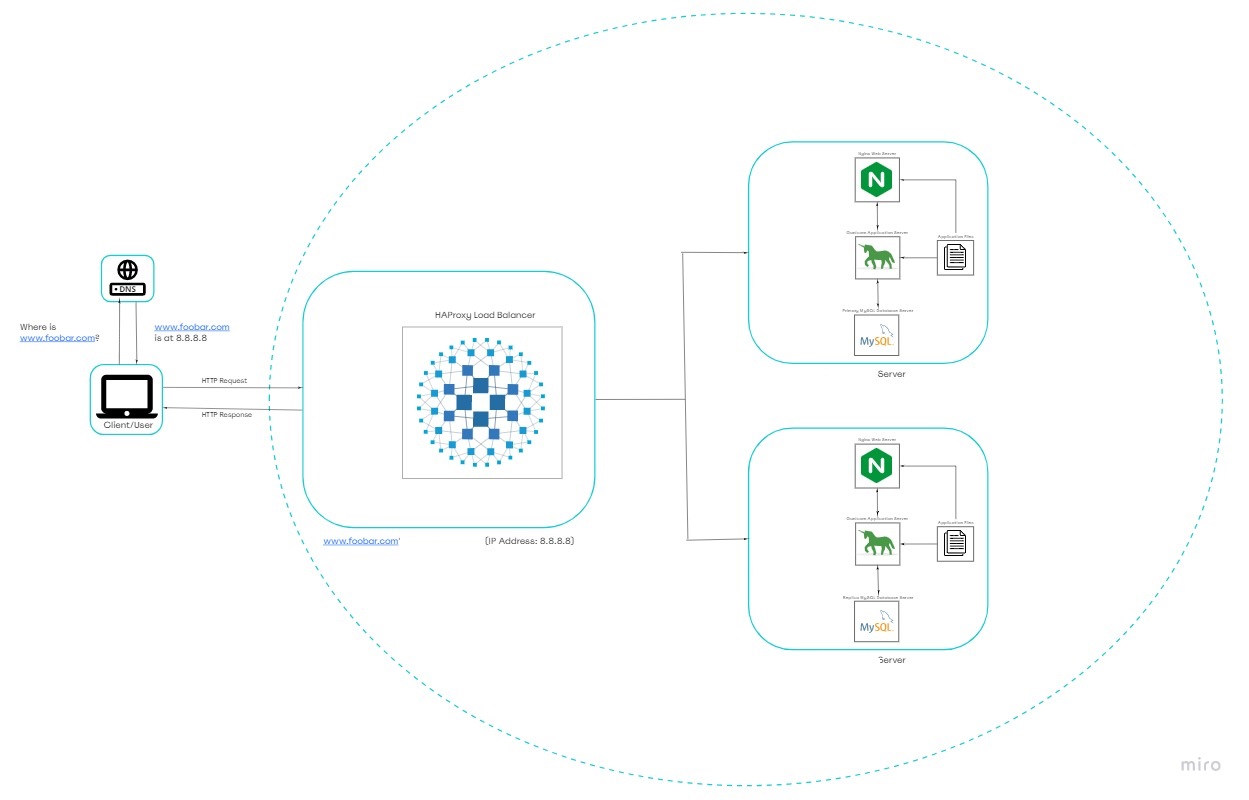 DNS
Where is
www.foobar.com?
www.foobar.com
is at 8.8.8.8
Client/User
HTTP Request
HTTP Response
HAProxy Load Balancer
www.foobar.com'
(IP Address: 8.8.8.8)
Nginx Web Server
Gunicorn Application Server
Application Files
Primary MySQL Database Server
MySQL
Server
Nginx Web Server
Gunicorn Application Server
Application Files
Replica MySQL Database Server
MySQL
Server
miro